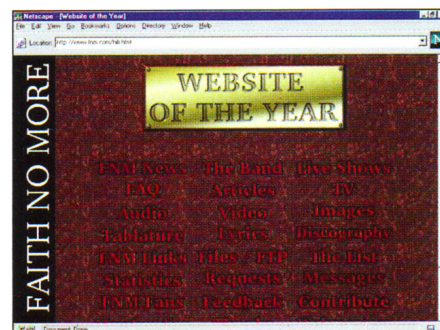 Netscape - [Website of the Year]
File Edit View Go Bookmarks Options Directory Window Help
Location: http://www.fnm.com/
FAITH NO MORE
WEBSITE
OF THE YEAR
FNM News The Band Live Shows
FAQ Articles TV
Audio Video Images
Tablature Lyrics Discography
FNM Links Files / FTP The List
Statistics Requests Messages
FNM Fans Feedback Contribute
Document: Done